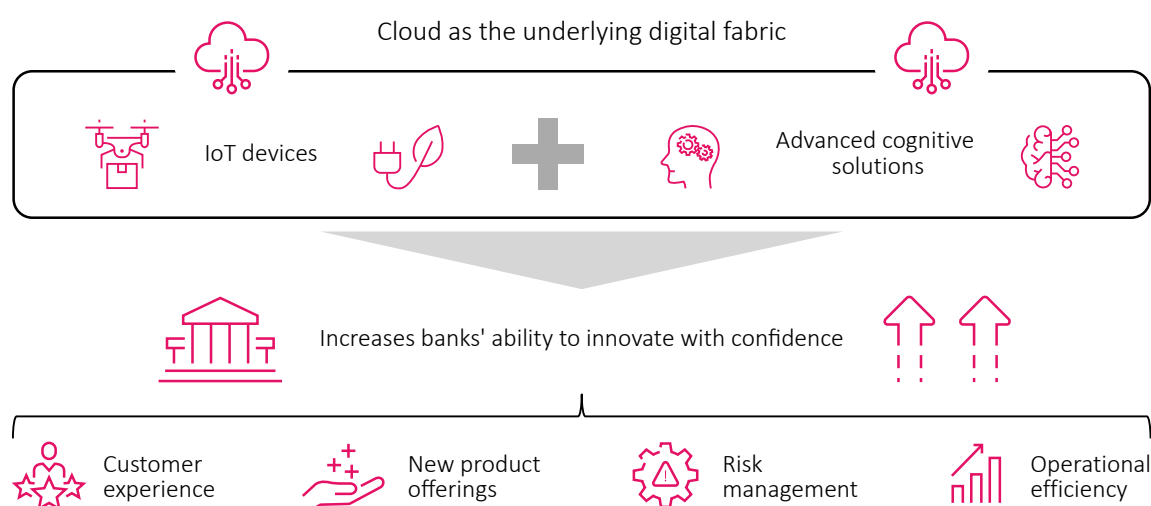 Cloud as the underlying digital fabric
IoT devices
Advanced cognitive
solutions
Increases banks' ability to innovate with confidence
Customer
experience
New product
offerings
Risk
management
Operational
efficiency